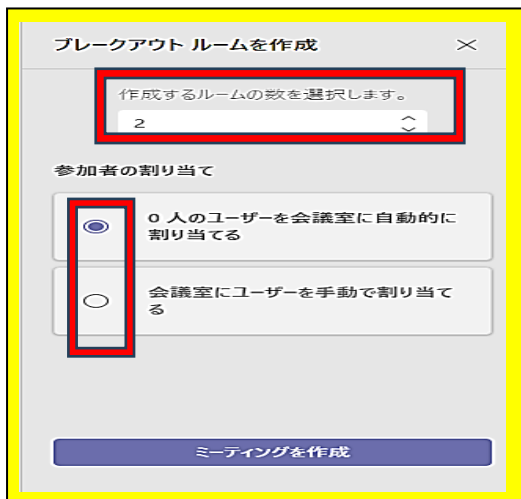 ブレークアウト ルームを作成
作成するルームの数を選択します。
2
参加者の割り当て
0 人のユーザーを会議室に自動的に
割り当てる
会議室にユーザーを手動で割り当て
る
ミーティングを作成